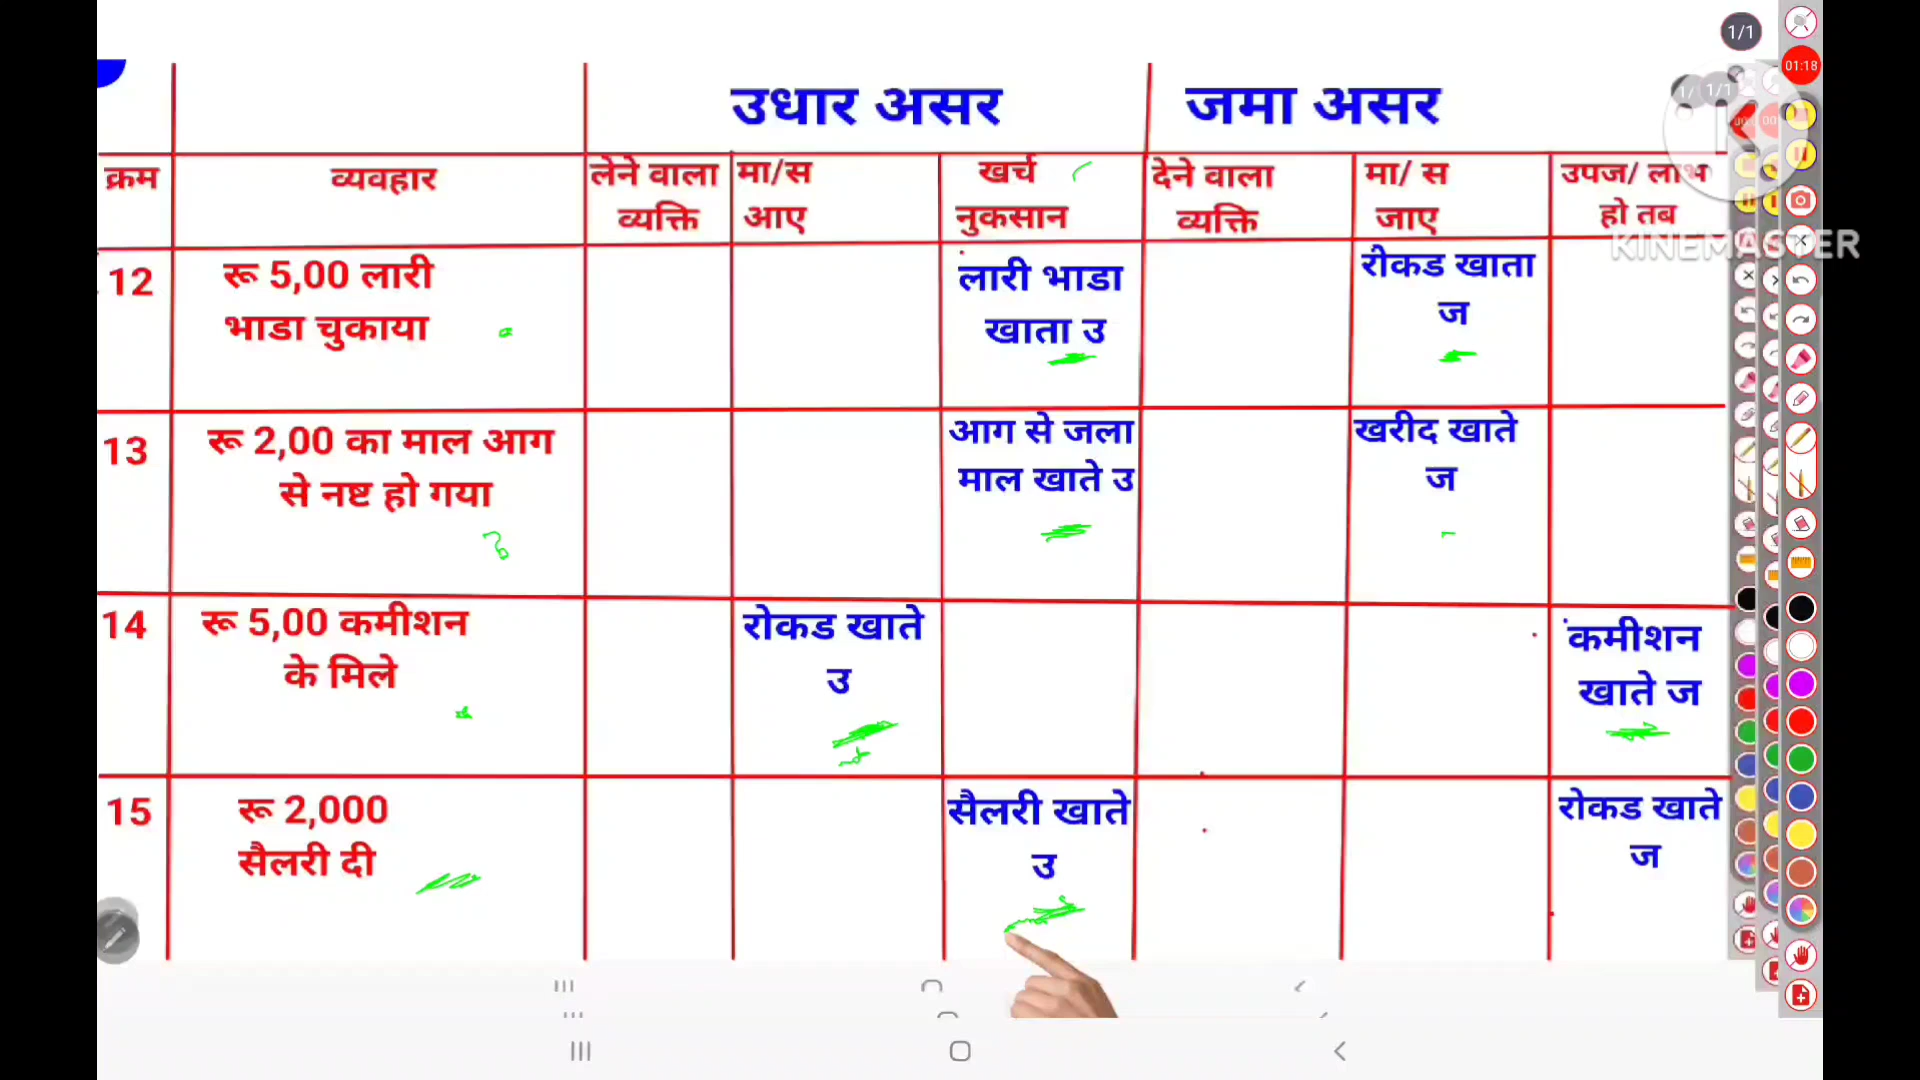 1/1
01:18
1/1
उधार असर
जमा असर
क्रम
व्यवहार
लेने वाला
व्यक्ति
मा/स
आए
खर्च
नुकसान
देने वाला
व्यक्ति
मा/ स
जाए
उपज/ लाभ
हो तब
KINEMASTER
12
रू 5,00 लारी
भाडा चुकाया
लारी भाडा
खाता उ
रोकड खाता
ज
13
रू 2,00 का माल आग
से नष्ट हो गया
आग से जला
माल खाते उ
खरीद खाते
ज
14
रू 5,00 कमीशन
के मिले
रोकड खाते
उ
कमीशन
खाते ज
15
रू 2,000
सैलरी दी
सैलरी खाते
उ
रोकड खाते
ज